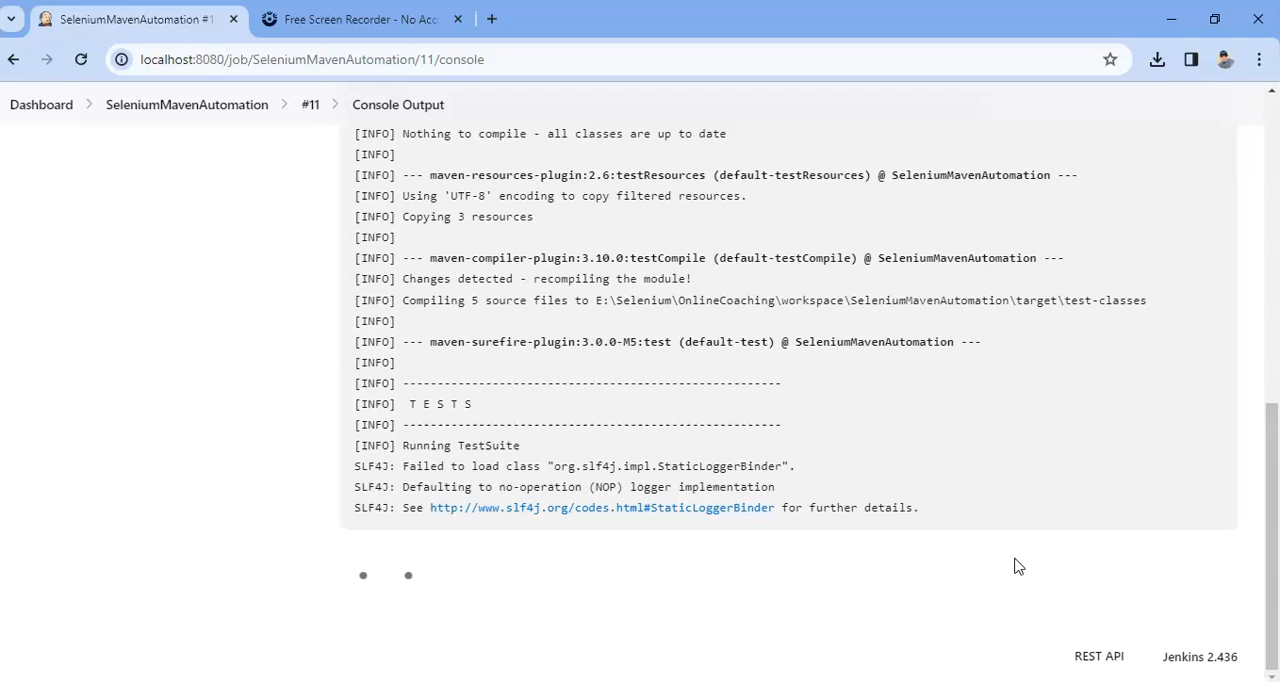 SeleniumMavenAutomation #1
Free Screen Recorder - No Acc
localhost:8080/job/SeleniumMavenAutomation/11/console
Dashboard > SeleniumMavenAutomation > #11 > Console Output
[INFO] Nothing to compile - all classes are up to date
[INFO]
[INFO] --- maven-resources-plugin:2.6:testResources (default-testResources) @ SeleniumMavenAutomation ---
[INFO] Using 'UTF-8' encoding to copy filtered resources.
[INFO] Copying 3 resources
[INFO]
[INFO] --- maven-compiler-plugin:3.10.0:testCompile (default-testCompile) @ SeleniumMavenAutomation ---
[INFO] Changes detected - recompiling the module!
[INFO] Compiling 5 source files to E:\Selenium\OnlineCoaching\workspace\SeleniumMavenAutomation\target\test-classes
[INFO]
[INFO] --- maven-surefire-plugin:3.0.0-M5:test (default-test) @ SeleniumMavenAutomation ---
[INFO]
[INFO] -------------------------------------------------------
[INFO]  T E S T S
[INFO] -------------------------------------------------------
[INFO] Running TestSuite
SLF4J: Failed to load class "org.slf4j.impl.StaticLoggerBinder".
SLF4J: Defaulting to no-operation (NOP) logger implementation
SLF4J: See http://www.slf4j.org/codes.html#StaticLoggerBinder for further details.
REST API
Jenkins 2.436